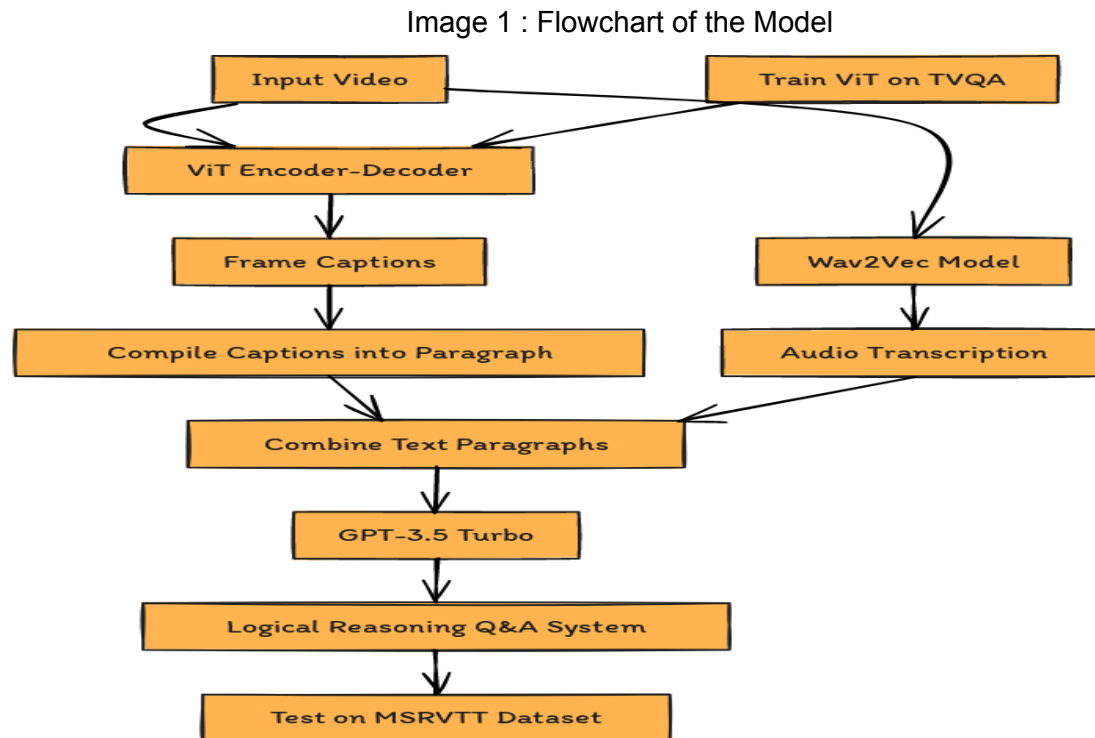 Image 1 : Flowchart of the Model
Input Video
Train ViT on TVQA
ViT Encoder-Decoder
Frame Captions
Wav2Vec Model
Compile Captions into Paragraph
Audio Transcription
Combine Text Paragraphs
GPT-3.5 Turbo
Logical Reasoning Q&A System
Test on MSRVTT Dataset